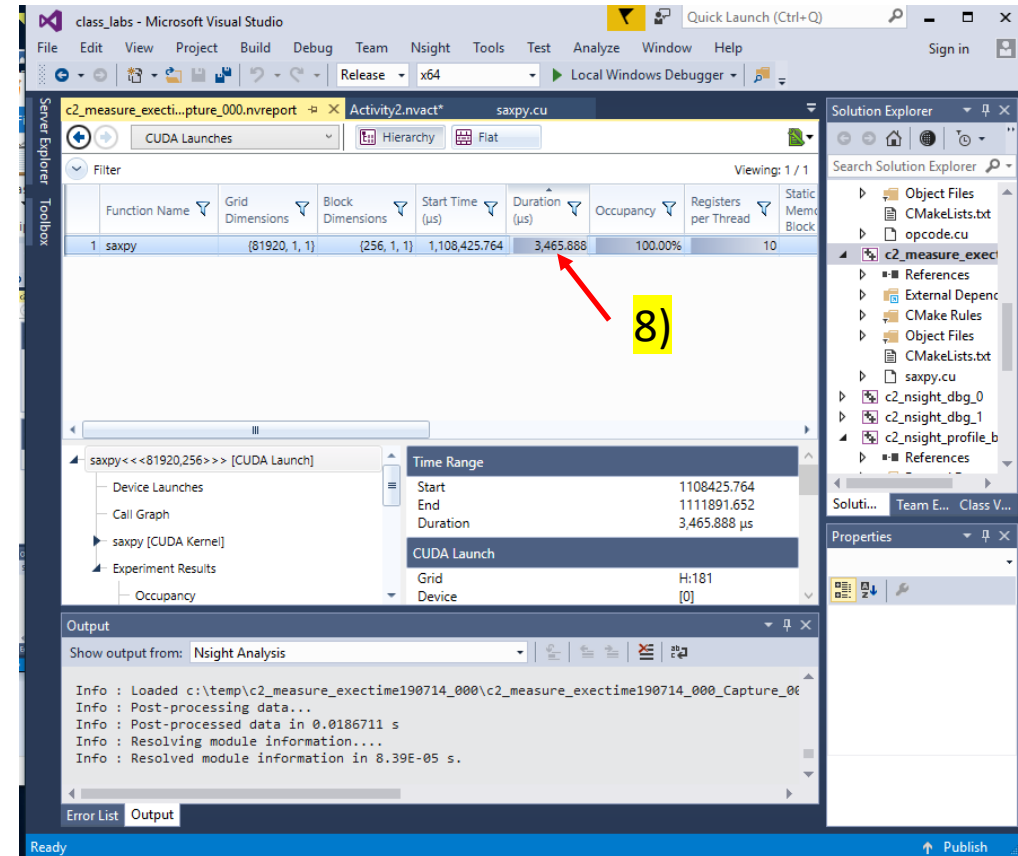 class_labs - Microsoft Visual Studio
Quick Launch (Ctrl+Q)
File Edit View Project Build Debug Team Nsight Tools Test Analyze Window Help
Sign in
Release x64 Local Windows Debugger
Server Explorer
Toolbox
c2_measure_execti...pture_000.nvreport
Activity2.nvact*
saxpy.cu
CUDA Launches
Hierarchy
Flat
Filter
Viewing: 1 / 1
Function Name
Grid Dimensions
Block Dimensions
Start Time (µs)
Duration (µs)
Occupancy
Registers per Thread
Static
Block
1 saxpy {81920, 1, 1} {256, 1, 1} 1,108,425.764 3,465.888 100.00% 10
8)
saxpy<<<81920,256>>> [CUDA Launch]
Device Launches
Call Graph
saxpy [CUDA Kernel]
Experiment Results
Occupancy
Time Range
Start 1108425.764
End 1111891.652
Duration 3,465.888 µs
CUDA Launch
Grid H:181
Device [0]
Output
Show output from: Nsight Analysis
Info : Loaded c:\temp\c2_measure_exectime190714_000\c2_measure_exectime190714_000_Capture_00
Info : Post-processing data...
Info : Post-processed data in 0.0186711 s
Info : Resolving module information....
Info : Resolved module information in 8.39E-05 s.
Error List Output
Solution Explorer
Search Solution Explorer
Object Files
CMakeLists.txt
opcode.cu
c2_measure_exect
References
External Depend
CMake Rules
Object Files
CMakeLists.txt
saxpy.cu
c2_nsight_dbg_0
c2_nsight_dbg_1
c2_nsight_profile_b
References
Soluti... Team E... Class V...
Properties
Ready
Publish